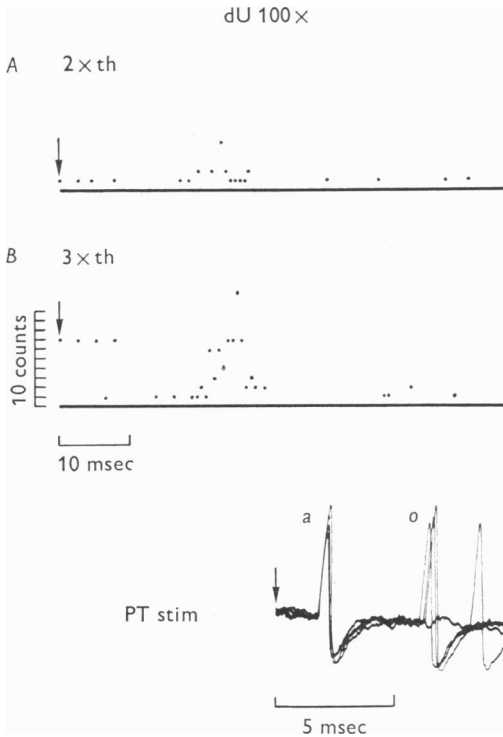 dU 100×
A 2 × th
B 3 × th
10 counts
10 msec
a o
PT stim
5 msec